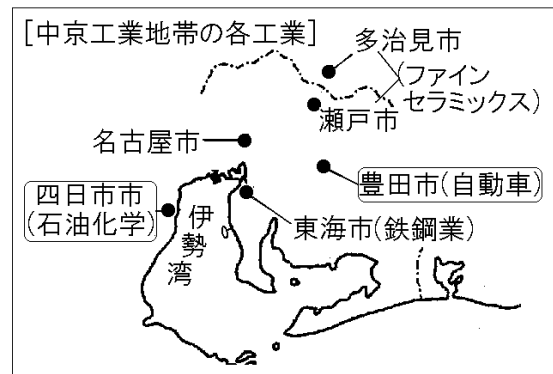 [中京工業地帯の各工業]
多治見市
(ファイン
セラミックス)
瀬戸市
名古屋市
豊田市(自動車)
四日市市
(石油化学)
伊勢湾
東海市(鉄鋼業)